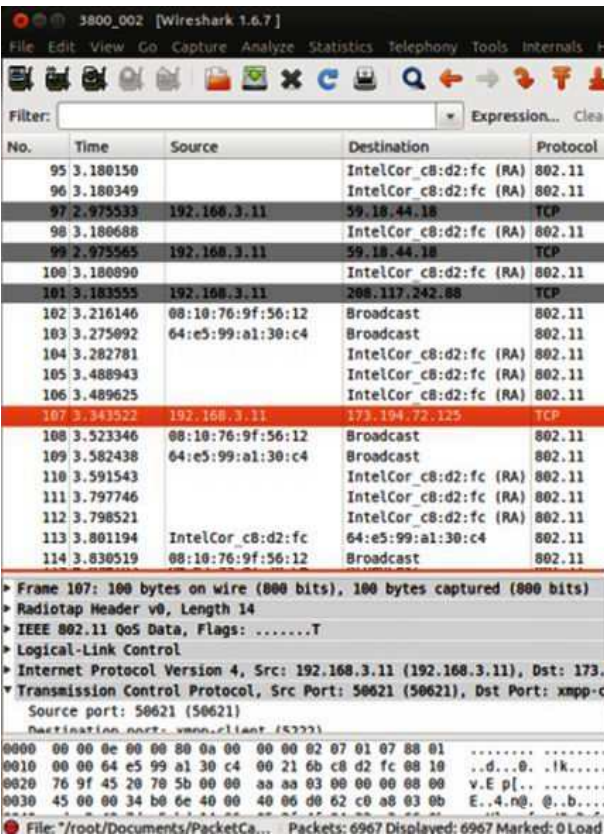 3800_002 [Wireshark 1.6.7 ]
File Edit View Go Capture Analyze Statistics Telephony Tools Internals H
Filter: Expression... Clea
No. Time Source Destination Protocol
95 3.180150 IntelCor_c8:d2:fc (RA) 802.11
96 3.180349 IntelCor_c8:d2:fc (RA) 802.11
97 2.975533 192.168.3.11 59.18.44.18 TCP
98 3.180688 IntelCor_c8:d2:fc (RA) 802.11
99 2.975565 192.168.3.11 59.18.44.18 TCP
100 3.180890 IntelCor_c8:d2:fc (RA) 802.11
101 3.183555 192.168.3.11 208.117.242.88 TCP
102 3.216146 08:10:76:9f:56:12 Broadcast 802.11
103 3.275092 64:e5:99:a1:30:c4 Broadcast 802.11
104 3.282781 IntelCor_c8:d2:fc (RA) 802.11
105 3.488943 IntelCor_c8:d2:fc (RA) 802.11
106 3.489625 IntelCor_c8:d2:fc (RA) 802.11
107 3.343522 192.168.3.11 173.194.72.125 TCP
108 3.523346 08:10:76:9f:56:12 Broadcast 802.11
109 3.582438 64:e5:99:a1:30:c4 Broadcast 802.11
110 3.591543 IntelCor_c8:d2:fc (RA) 802.11
111 3.797746 IntelCor_c8:d2:fc (RA) 802.11
112 3.798521 IntelCor_c8:d2:fc (RA) 802.11
113 3.801194 IntelCor_c8:d2:fc 64:e5:99:a1:30:c4 802.11
114 3.830519 08:10:76:9f:56:12 Broadcast 802.11
Frame 107: 100 bytes on wire (800 bits), 100 bytes captured (800 bits)
Radiotap Header v0, Length 14
IEEE 802.11 QoS Data, Flags: .......T
Logical-Link Control
Internet Protocol Version 4, Src: 192.168.3.11 (192.168.3.11), Dst: 173.
Transmission Control Protocol, Src Port: 50621 (50621), Dst Port: xmpp-c
Source port: 50621 (50621)
Destination port: xmpp-client (5222)
0000 00 00 0e 00 00 80 0a 00 00 00 02 07 01 07 88 01 ........ ........
0010 00 00 64 e5 99 a1 30 c4 00 21 6b c8 d2 fc 08 10 ..d...0. .!k.....
0020 76 9f 45 20 70 5b 00 00 aa aa 03 00 00 00 08 00 v.E p[.. ........
0030 45 00 00 34 b0 6e 40 00 40 06 d0 62 c0 a8 03 0b E..4.n@. @..b....
File: "/root/Documents/PacketCa... Packets: 6967 Displayed: 6967 Marked: 0 Load